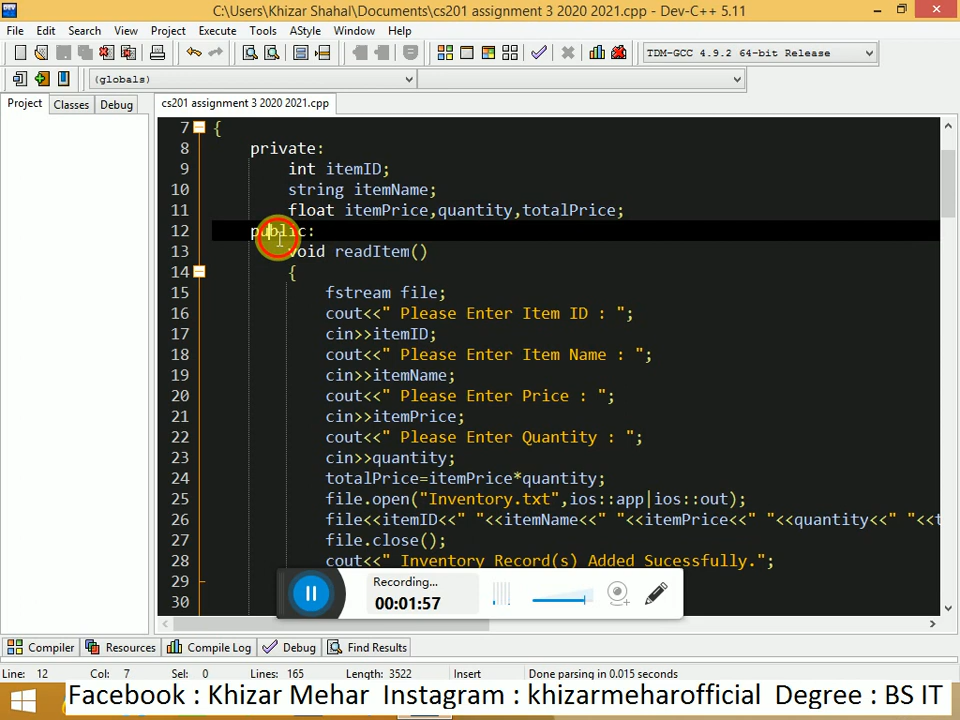 C:\Users\Khizar Shahal\Documents\cs201 assignment 3 2020 2021.cpp - Dev-C++ 5.11
File Edit Search View Project Execute Tools AStyle Window Help
TDM-GCC 4.9.2 64-bit Release
(globals)
Project Classes Debug cs201 assignment 3 2020 2021.cpp
7 {
8 private:
9 int itemID;
10 string itemName;
11 float itemPrice,quantity,totalPrice;
12 public:
13 void readItem()
14 {
15 fstream file;
16 cout<<" Please Enter Item ID : ";
17 cin>>itemID;
18 cout<<" Please Enter Item Name : ";
19 cin>>itemName;
20 cout<<" Please Enter Price : ";
21 cin>>itemPrice;
22 cout<<" Please Enter Quantity : ";
23 cin>>quantity;
24 totalPrice=itemPrice*quantity;
25 file.open("Inventory.txt",ios::app|ios::out);
26 file<<itemID<<" "<<itemName<<" "<<itemPrice<<" "<<quantity<<" "<<t
27 file.close();
28 cout<<" Inventory Record(s) Added Sucessfully.";
29
30
Recording...
00:01:57
Compiler Resources Compile Log Debug Find Results
Line: 12 Col: 7 Sel: 0 Lines: 165 Length: 3522 Insert Done parsing in 0.015 seconds
Facebook : Khizar Mehar Instagram : khizarmeharofficial Degree : BS IT